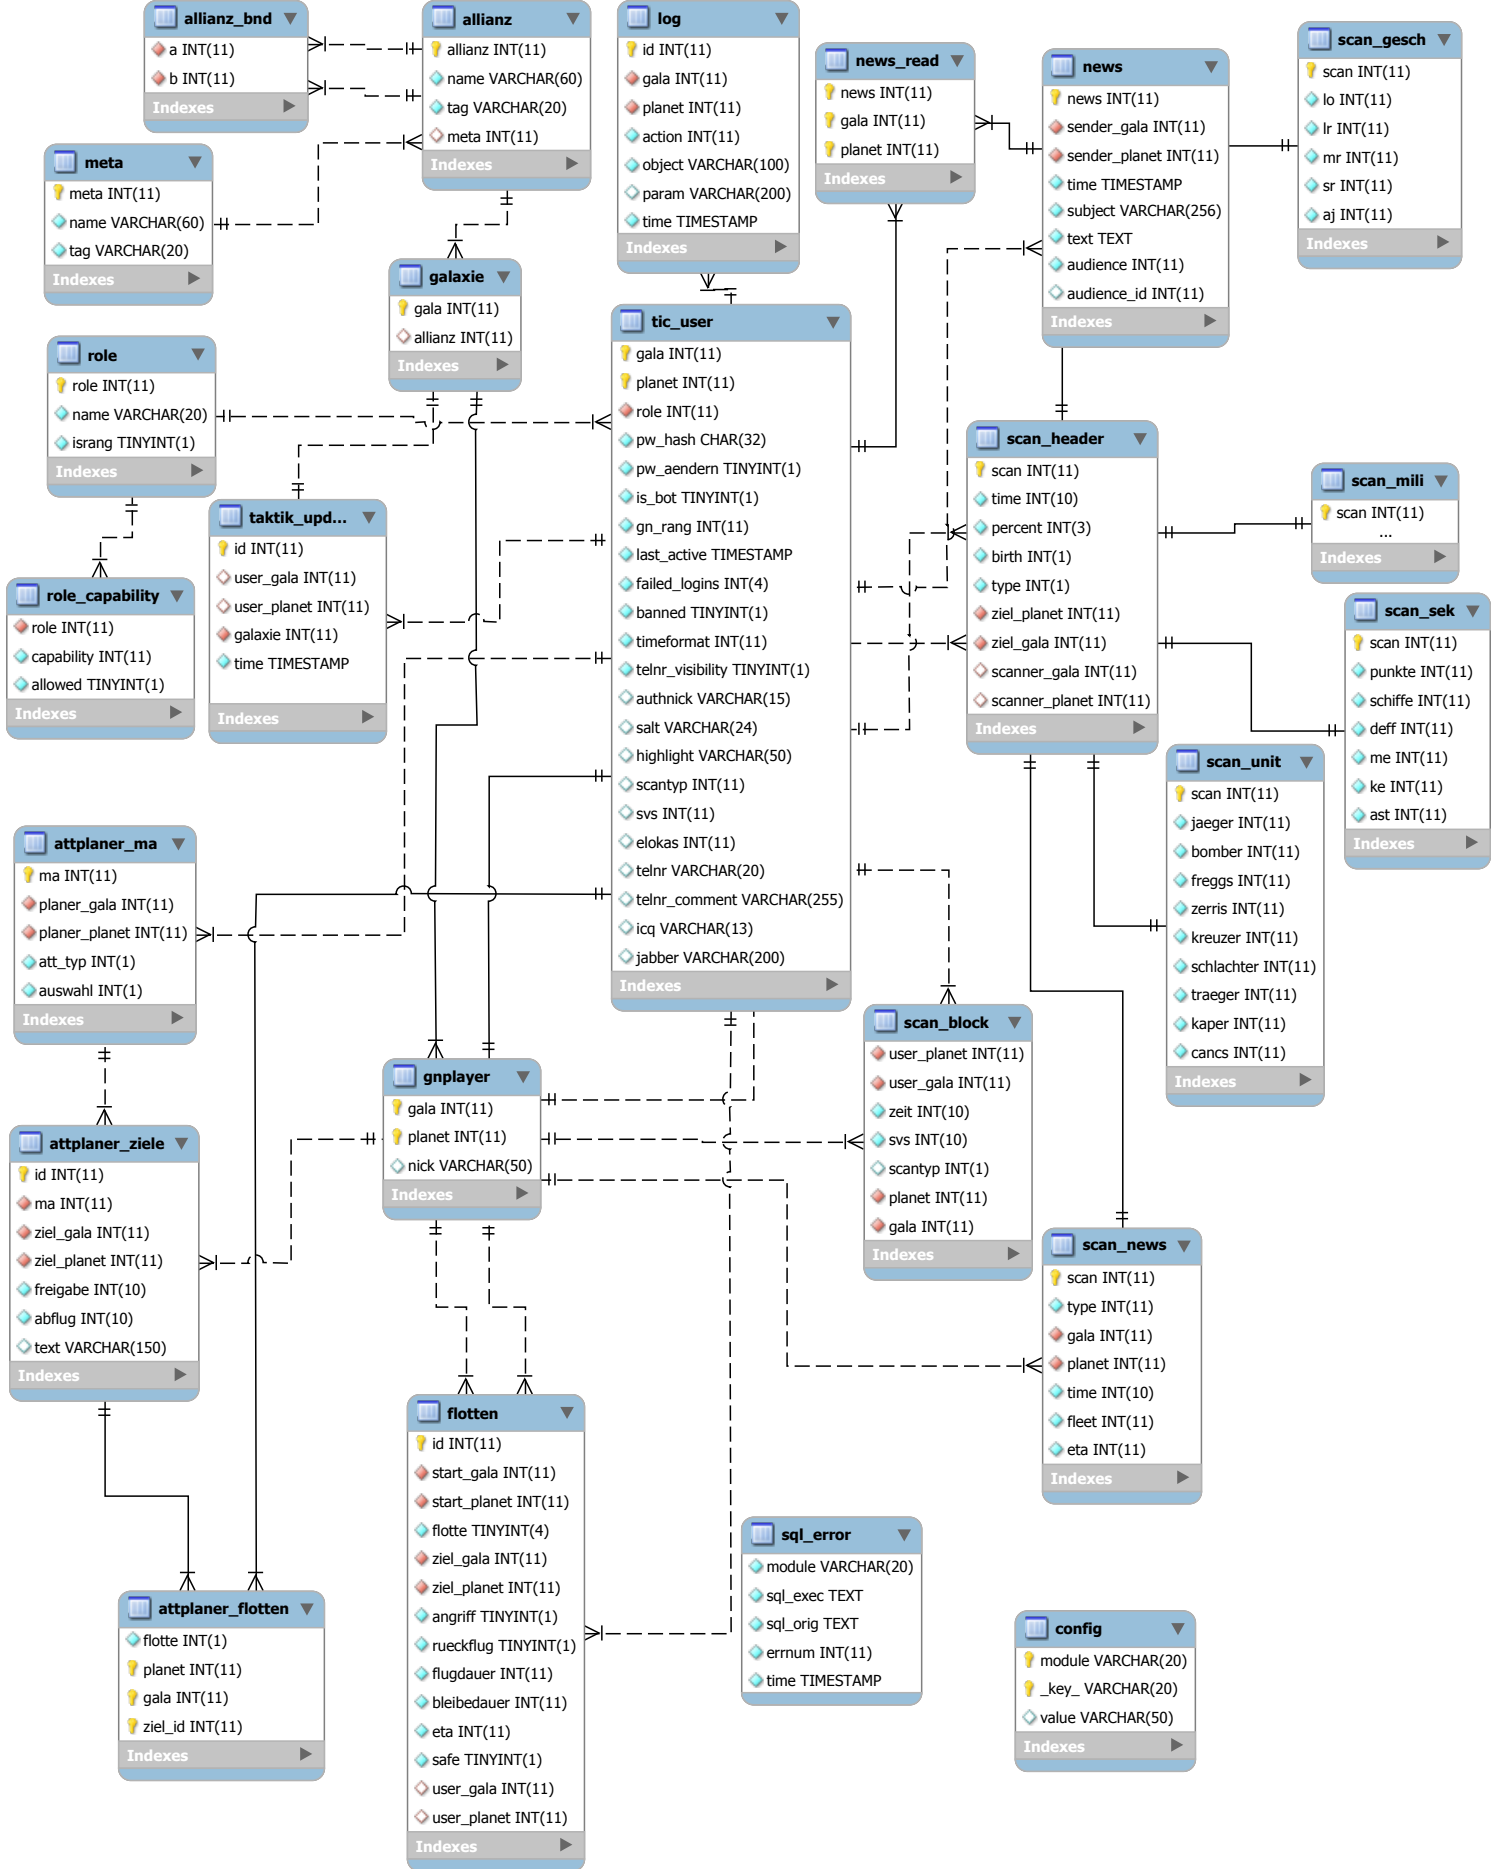 allianz_bnd
a INT(11)
b INT(11)
Indexes
allianz
allianz INT(11)
name VARCHAR(60)
tag VARCHAR(20)
meta INT(11)
Indexes
log
id INT(11)
gala INT(11)
planet INT(11)
action INT(11)
object VARCHAR(100)
param VARCHAR(200)
time TIMESTAMP
Indexes
news_read
news INT(11)
gala INT(11)
planet INT(11)
Indexes
news
news INT(11)
sender_gala INT(11)
sender_planet INT(11)
time TIMESTAMP
subject VARCHAR(256)
text TEXT
audience INT(11)
audience_id INT(11)
Indexes
scan_gesch
scan INT(11)
lo INT(11)
lr INT(11)
mr INT(11)
sr INT(11)
aj INT(11)
Indexes
meta
meta INT(11)
name VARCHAR(60)
tag VARCHAR(20)
Indexes
galaxie
gala INT(11)
allianz INT(11)
Indexes
role
role INT(11)
name VARCHAR(20)
israng TINYINT(1)
Indexes
tic_user
gala INT(11)
planet INT(11)
role INT(11)
pw_hash CHAR(32)
pw_aendern TINYINT(1)
is_bot TINYINT(1)
gn_rang INT(11)
last_active TIMESTAMP
failed_logins INT(4)
banned TINYINT(1)
timeformat INT(11)
telnr_visibility TINYINT(1)
authnick VARCHAR(15)
salt VARCHAR(24)
highlight VARCHAR(50)
scantyp INT(11)
svs INT(11)
elokas INT(11)
telnr VARCHAR(20)
telnr_comment VARCHAR(255)
icq VARCHAR(13)
jabber VARCHAR(200)
Indexes
scan_header
scan INT(11)
time INT(10)
percent INT(3)
birth INT(1)
type INT(1)
ziel_planet INT(11)
ziel_gala INT(11)
scanner_gala INT(11)
scanner_planet INT(11)
Indexes
scan_mili
scan INT(11)
...
Indexes
taktik_upd...
id INT(11)
user_gala INT(11)
user_planet INT(11)
galaxie INT(11)
time TIMESTAMP
Indexes
role_capability
role INT(11)
capability INT(11)
allowed TINYINT(1)
Indexes
scan_sek
scan INT(11)
punkte INT(11)
schiffe INT(11)
deff INT(11)
me INT(11)
ke INT(11)
ast INT(11)
Indexes
scan_unit
scan INT(11)
jaeger INT(11)
bomber INT(11)
freggs INT(11)
zerris INT(11)
kreuzer INT(11)
schlachter INT(11)
traeger INT(11)
kaper INT(11)
cancs INT(11)
Indexes
attplaner_ma
ma INT(11)
planer_gala INT(11)
planer_planet INT(11)
att_typ INT(1)
auswahl INT(1)
Indexes
scan_block
user_planet INT(11)
user_gala INT(11)
zeit INT(10)
svs INT(10)
scantyp INT(1)
planet INT(11)
gala INT(11)
Indexes
gnplayer
gala INT(11)
planet INT(11)
nick VARCHAR(50)
Indexes
attplaner_ziele
id INT(11)
ma INT(11)
ziel_gala INT(11)
ziel_planet INT(11)
freigabe INT(10)
abflug INT(10)
text VARCHAR(150)
Indexes
scan_news
scan INT(11)
type INT(11)
gala INT(11)
planet INT(11)
time INT(10)
fleet INT(11)
eta INT(11)
Indexes
flotten
id INT(11)
start_gala INT(11)
start_planet INT(11)
flotte TINYINT(4)
ziel_gala INT(11)
ziel_planet INT(11)
angriff TINYINT(1)
rueckflug TINYINT(1)
flugdauer INT(11)
bleibedauer INT(11)
eta INT(11)
safe TINYINT(1)
user_gala INT(11)
user_planet INT(11)
Indexes
sql_error
module VARCHAR(20)
sql_exec TEXT
sql_orig TEXT
errnum INT(11)
time TIMESTAMP
Indexes
attplaner_flotten
flotte INT(1)
planet INT(11)
gala INT(11)
ziel_id INT(11)
Indexes
config
module VARCHAR(20)
_key_ VARCHAR(20)
value VARCHAR(50)
Indexes